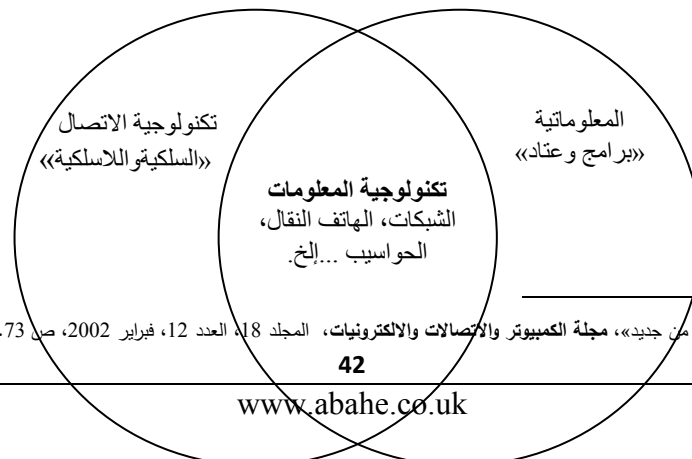 المعلوماتية
«برامج وعتاد»
تكنولوجية الاتصال
«السلكيةواللاسلكية»
تكنولوجية المعلومات
الشبكات، الهاتف النقال،
الحواسيب ...إلخ.
من جديد»، مجلة الكمبيوتر والاتصالات والالكترونيات، المجلد 18، العدد 12، فبراير 2002، ص 73.
42
www.abahe.co.uk